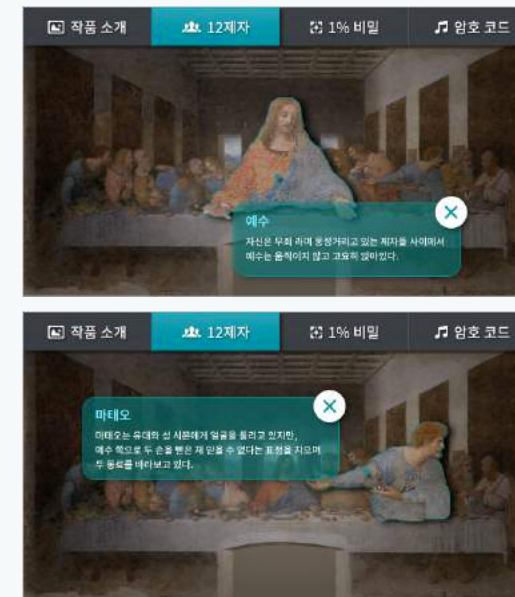 작품 소개 12제자 1% 비밀 암호 코드
예수
자신은 무죄 라며 웅성거리고 있는 제자들 사이에서
예수는 움직이지 않고 고요히 앉아있다.
작품 소개 12제자 1% 비밀 암호 코드
마태오
마태오는 유대와 성 시몬에게 얼굴을 돌리고 있지만,
예수 쪽으로 두 손을 뻗은 채 믿을 수 없다는 표정을 지으며
두 동료를 바라보고 있다.